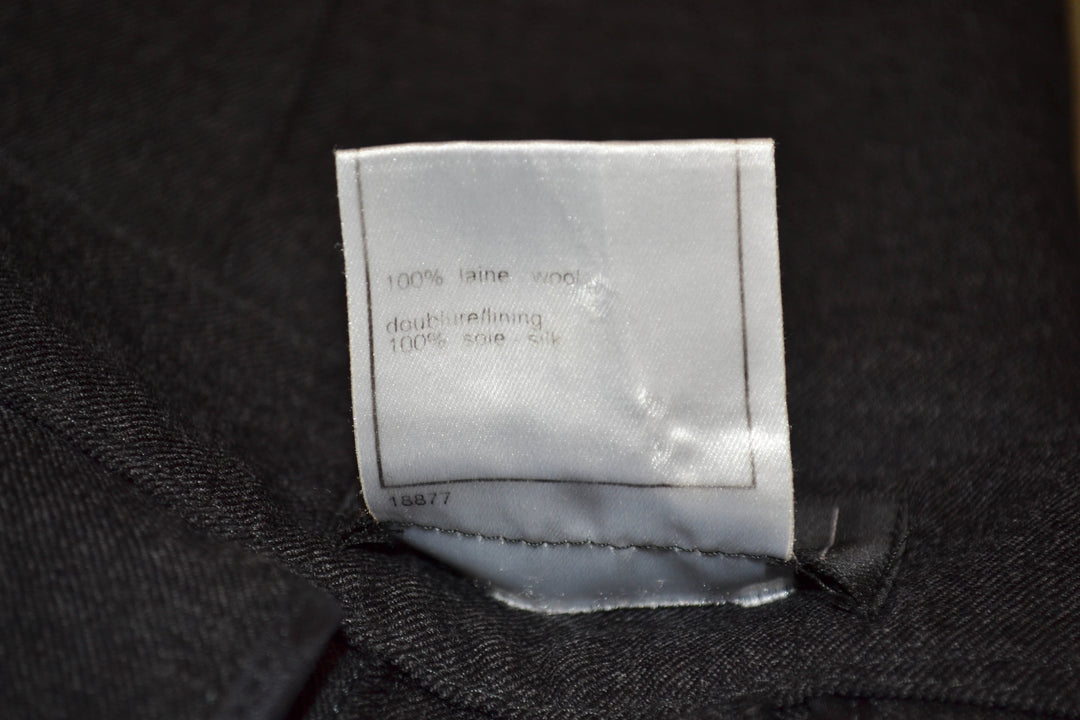 100% laine - wool
doublure/lining
100% soie - silk
18877